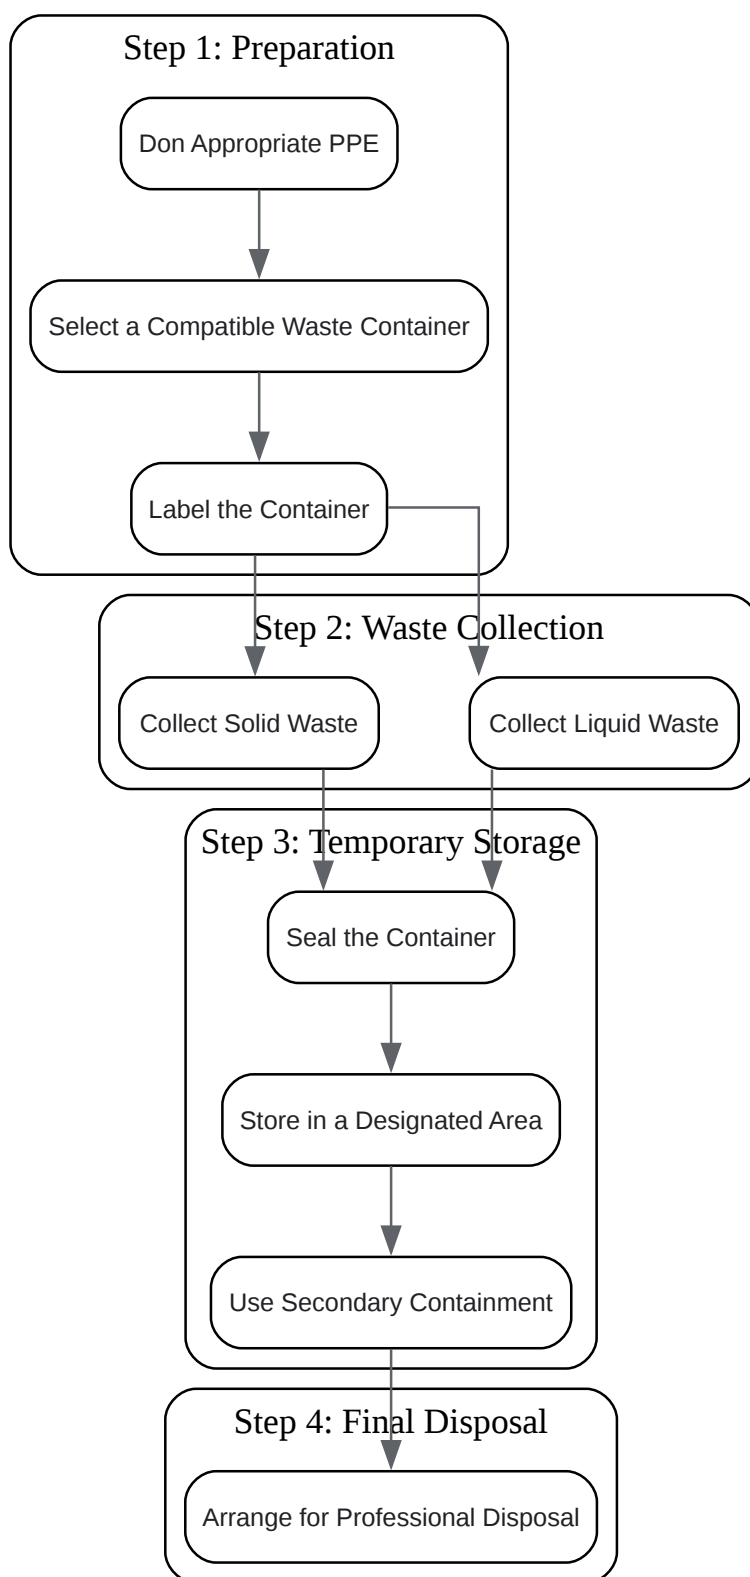 Step 1: Preparation
Don Appropriate PPE
Select a Compatible Waste Container
Label the Container
Step 2: Waste Collection
Collect Solid Waste
Collect Liquid Waste
Step 3: Temporary Storage
Seal the Container
Store in a Designated Area
Use Secondary Containment
Step 4: Final Disposal
Arrange for Professional Disposal